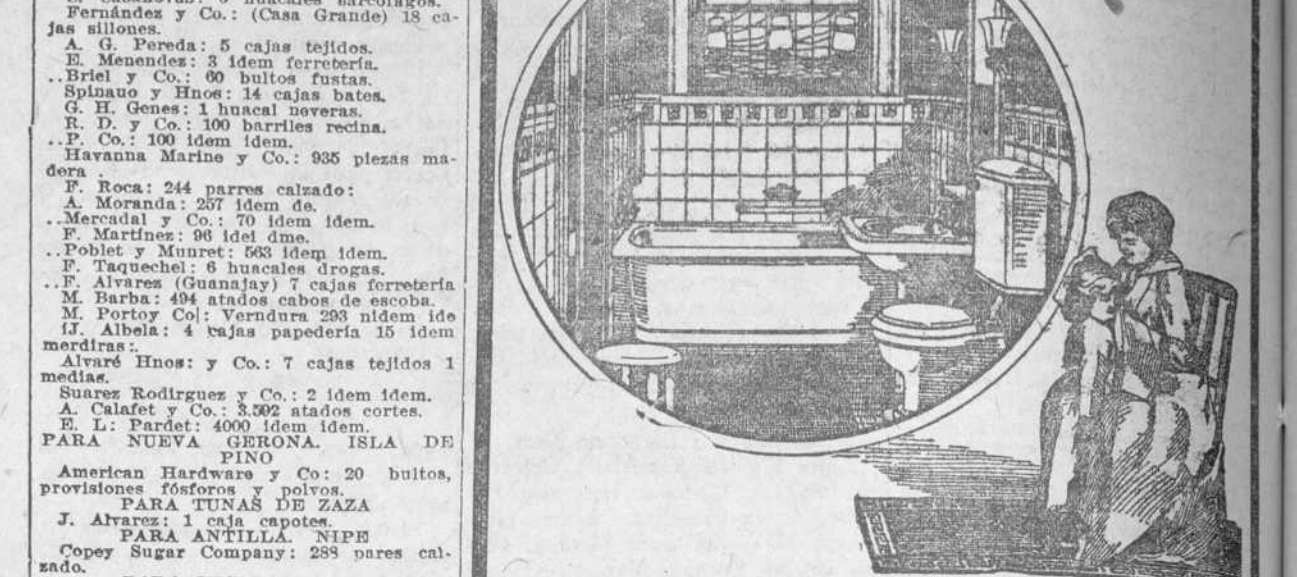 huacales
Fernández y Co.: (Casa Grande) 18 ca-
jas sillones.
A. G. Pereda: 5 cajas tejidos.
E. Menendez: 3 idem ferretería.
..Briel y Co.: 60 bultos fustas.
Spinauo y Hnos: 14 cajas bates.
G. H. Genes: 1 huacal neveras.
R. D. y Co.: 100 barriles recina.
..P. Co.: 100 idem idem.
Havanna Marine y Co.: 935 piezas ma-
dera .
F. Roca: 244 parres calzado:
A. Moranda: 257 idem de.
..Mercadal y Co.: 70 idem idem.
F. Martínez: 96 idel dme.
..Poblet y Munret: 563 idem idem.
F. Taquechel: 6 huacales drogas.
..F. Alvarez (Guanajay) 7 cajas ferretería
M. Barba: 494 atados cabos de escoba.
M. Portoy Co|: Verndura 293 nidem ide
iJ. Albela: 4 cajas papedería 15 idem
merdiras:.
Alvaré Hnos: y Co.: 7 cajas tejidos 1
medias.
Suarez Rodirguez y Co.: 2 idem idem.
A. Calafet y Co.: 3.502 atados cortes.
E. L: Pardet: 4000 idem idem.
PARA NUEVA GERONA. ISLA DE
PINO
American Hardware y Co: 20 bultos,
provisiones fósforos y polvos.
PARA TUNAS DE ZAZA
J. Alvarez: 1 caja capotes.
PARA ANTILLA. NIPE
Copey Sugar Company: 288 pares cal-
zado.